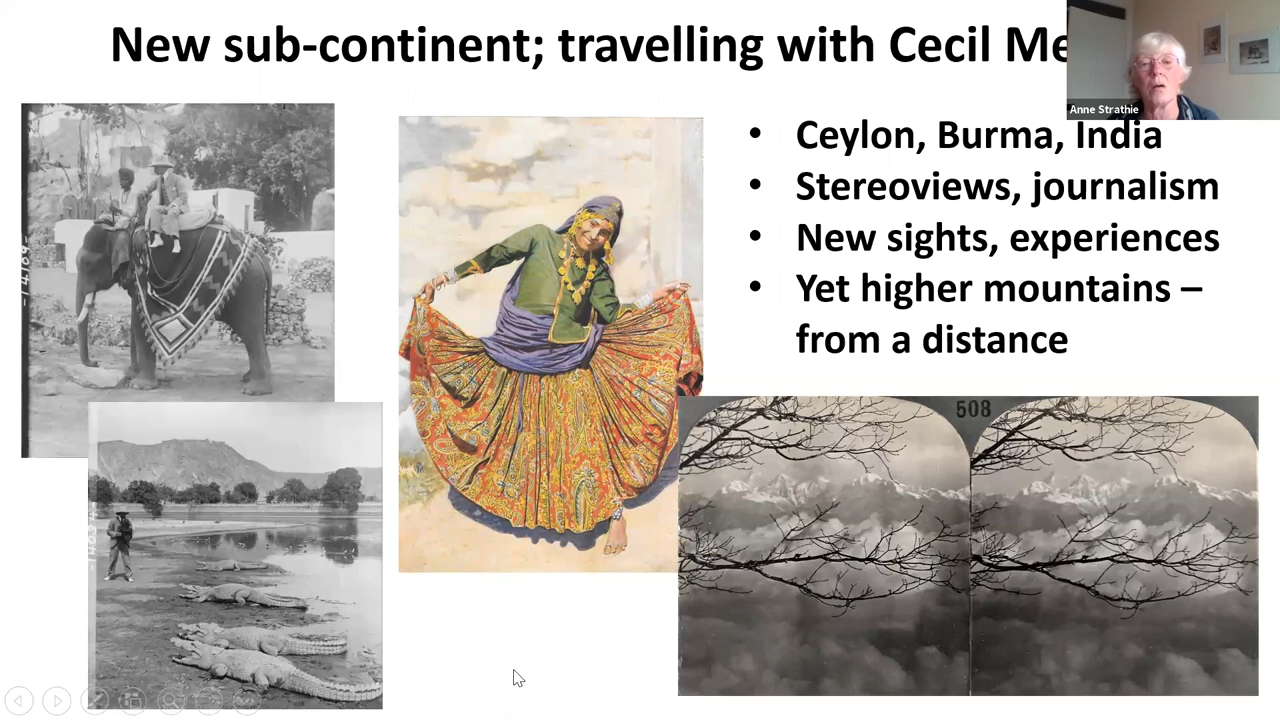 New sub-continent; travelling with Cecil Me
Anne Strathie
• Ceylon, Burma, India
• Stereoviews, journalism
• New sights, experiences
• Yet higher mountains –
from a distance
508